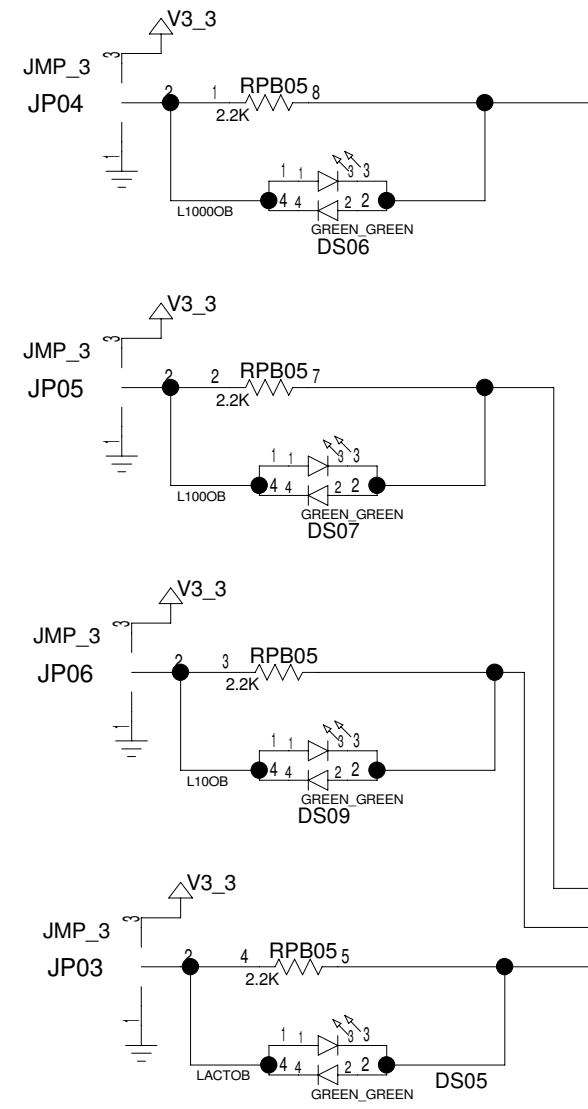 V3_3
3
JMP_3
JP04
2
1
RPB05
8
2.2K
1
1 1 3 3
4 4 2 2
L1000OB
GREEN_GREEN
DS06
V3_3
3
JMP_3
JP05
2
2
RPB05
7
2.2K
1
1 1 3 3
4 4 2 2
L100OB
GREEN_GREEN
DS07
V3_3
3
JMP_3
JP06
2
3
RPB05
2.2K
1
1 1 3 3
4 4 2 2
L10OB
GREEN_GREEN
DS09
V3_3
3
JMP_3
JP03
2
4
RPB05
5
2.2K
1
1 1 3 3
4 4 2 2
LACTOB
GREEN_GREEN
DS05